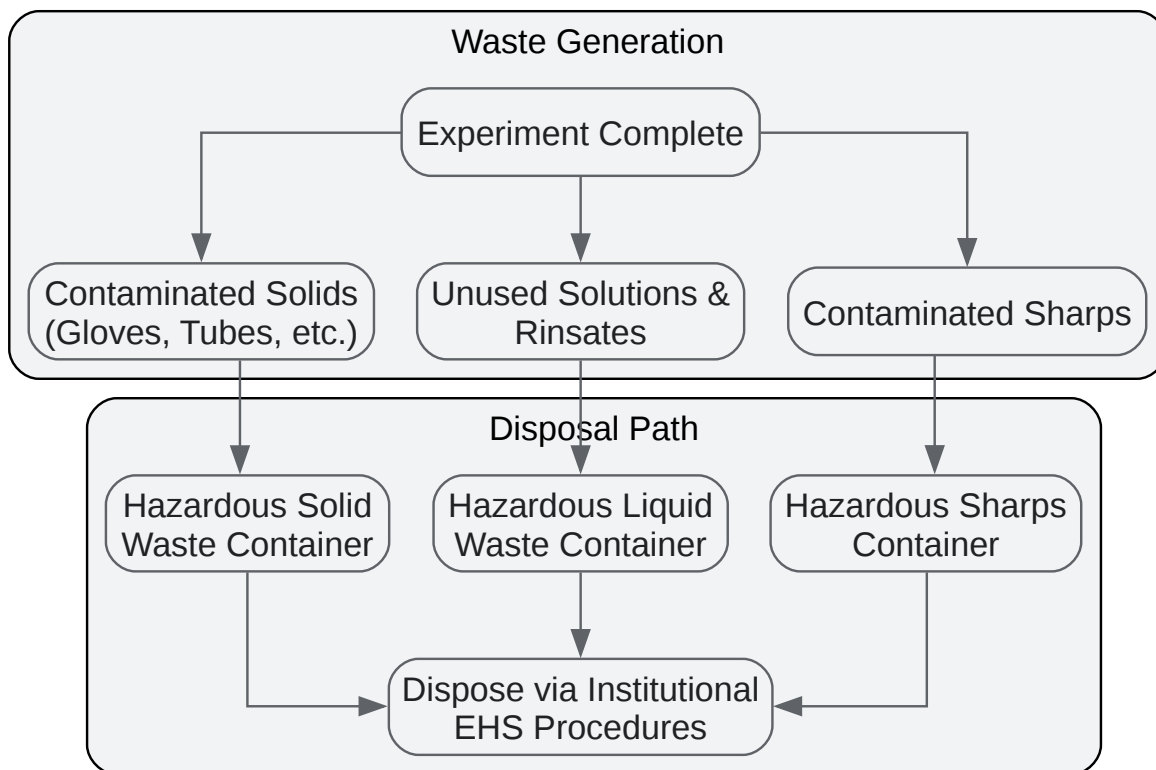 Waste Generation
Experiment Complete
Contaminated Solids
(Gloves, Tubes, etc.)
Unused Solutions &
Rinsates
Contaminated Sharps
Disposal Path
Hazardous Solid
Waste Container
Hazardous Liquid
Waste Container
Hazardous Sharps
Container
Dispose via Institutional
EHS Procedures